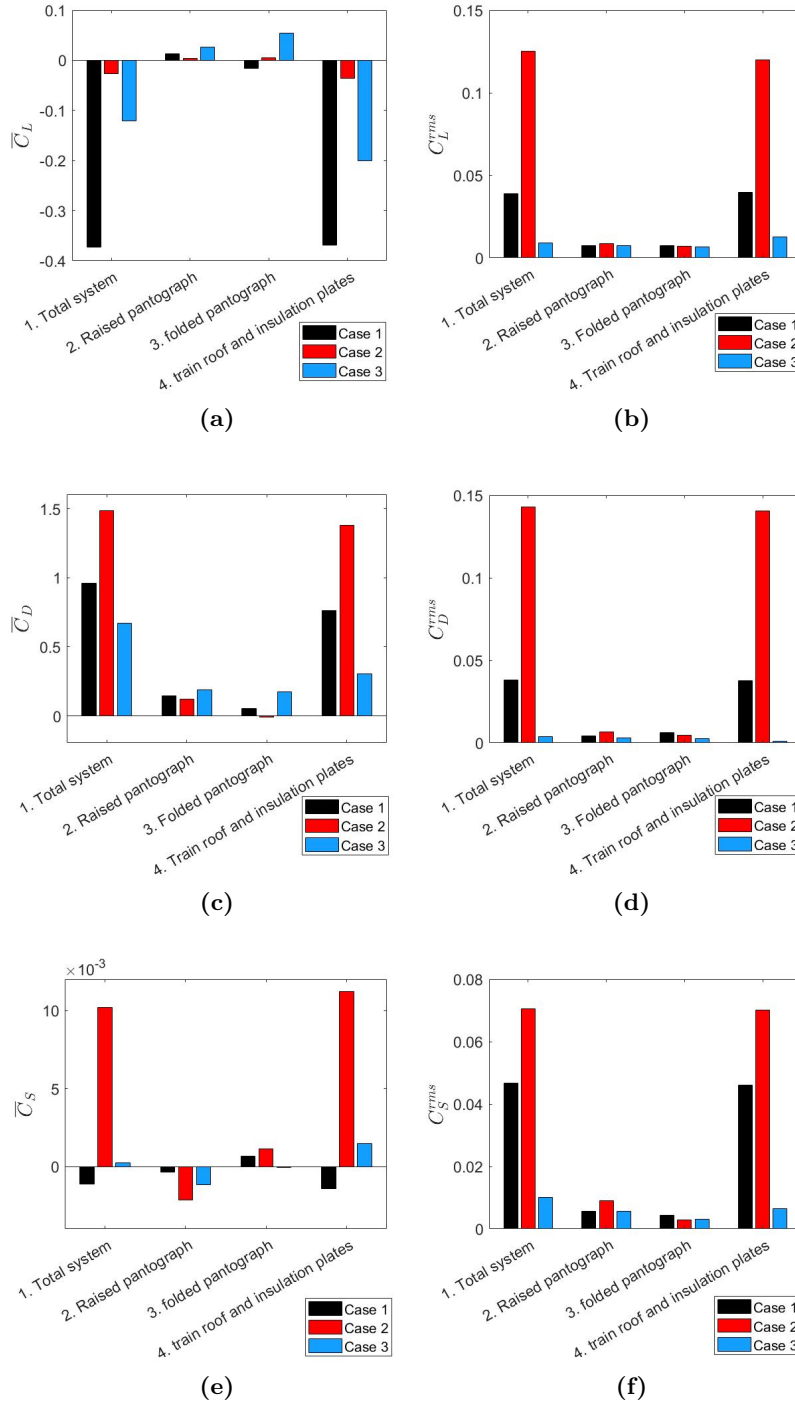 0.1
0
-0.1
-0.2
-0.3
-0.4
C̅_L
1. Total system
2. Raised pantograph
3. folded pantograph
4. train roof and insulation plates
Case 1
Case 2
Case 3
(a)
0.15
0.1
0.05
0
C_L^rms
1. Total system
2. Raised pantograph
3. Folded pantograph
4. Train roof and insulation plates
Case 1
Case 2
Case 3
(b)
1.5
1
0.5
0
C̅_D
1. Total system
2. Raised pantograph
3. Folded pantograph
4. Train roof and insulation plates
Case 1
Case 2
Case 3
(c)
0.15
0.1
0.05
0
C_D^rms
1. Total system
2. Raised pantograph
3. Folded pantograph
4. Train roof and insulation plates
Case 1
Case 2
Case 3
(d)
×10^-3
10
5
0
C̅_S
1. Total system
2. Raised pantograph
3. folded pantograph
4. train roof and insulation plates
Case 1
Case 2
Case 3
(e)
0.08
0.06
0.04
0.02
0
C_S^rms
1. Total system
2. Raised pantograph
3. folded pantograph
4. train roof and insulation plates
Case 1
Case 2
Case 3
(f)